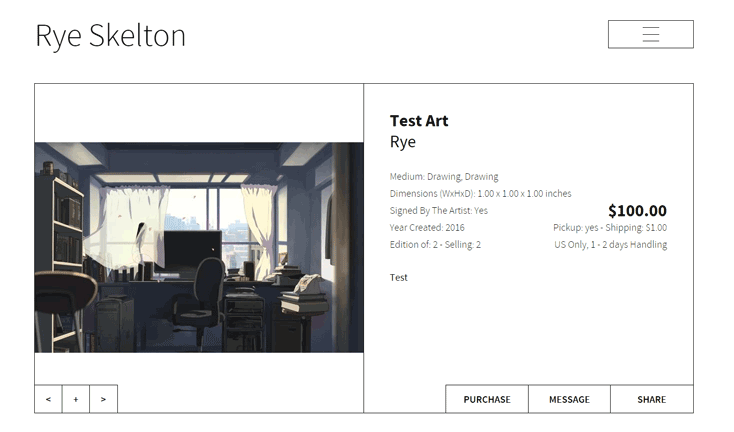 Rye Skelton
Test Art
Rye
Medium: Drawing, Drawing
Dimensions (WxHxD): 1.00 x 1.00 x 1.00 inches
Signed By The Artist: Yes
$100.00
Year Created: 2016
Pickup: yes - Shipping: $1.00
Edition of: 2 - Selling: 2
US Only, 1 - 2 days Handling
Test
< + >
PURCHASE MESSAGE SHARE